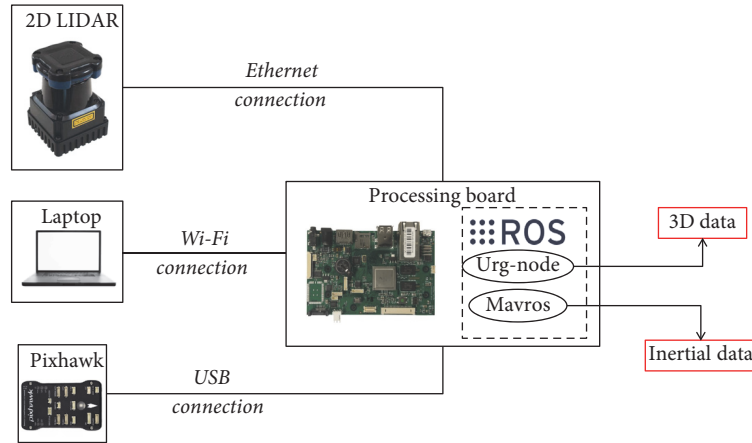 2D LIDAR
Ethernet
connection
Processing board
Laptop
Wi-Fi
connection
ROS
Urg-node
Mavros
3D data
Inertial data
Pixhawk
USB
connection
pixhawk